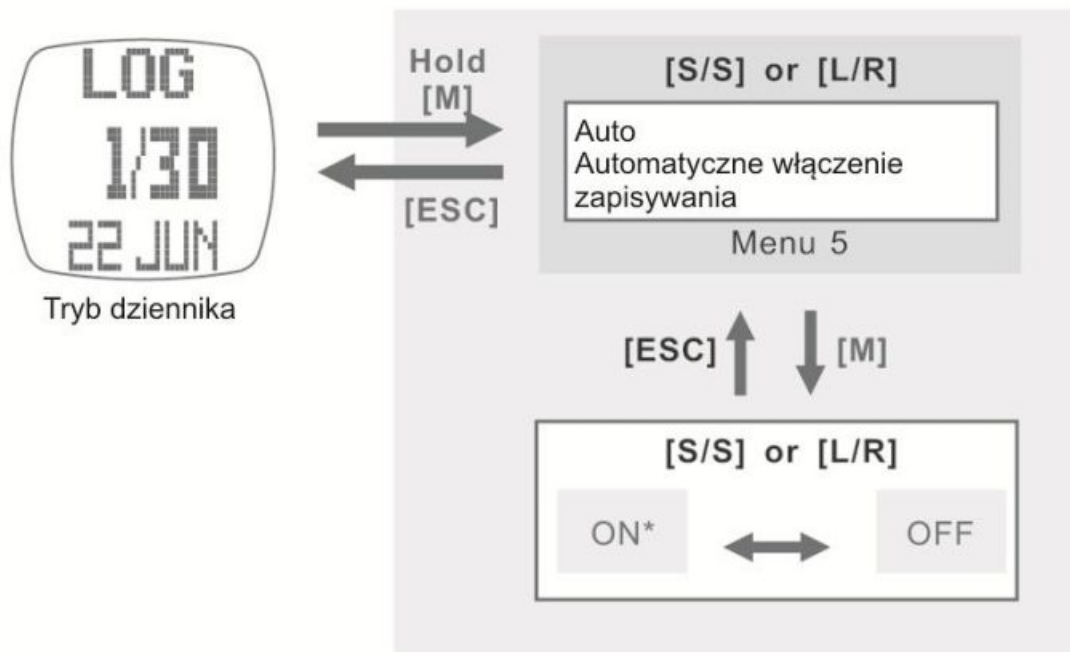 LOG
1/30
22 JUN
Tryb dziennika
Hold
[M]
[ESC]
[S/S] or [L/R]
Auto
Automatyczne włączenie
zapisywania
Menu 5
[ESC]
[M]
[S/S] or [L/R]
ON*
OFF